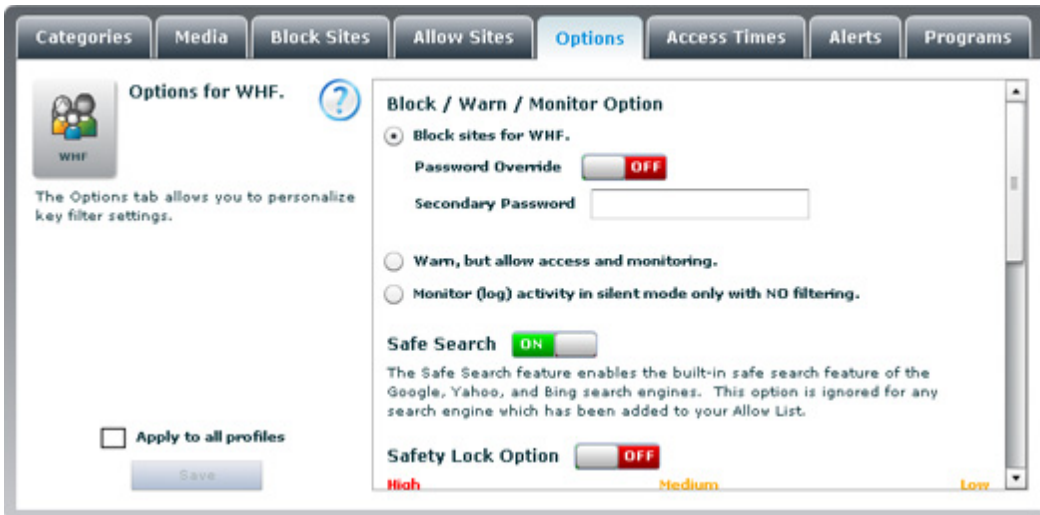 Categories Media Block Sites Allow Sites Options Access Times Alerts Programs
Options for WHF.
?
WHF
The Options tab allows you to personalize
key filter settings.
Apply to all profiles
Save
Block / Warn / Monitor Option
Block sites for WHF.
Password Override OFF
Secondary Password
Warn, but allow access and monitoring.
Monitor (log) activity in silent mode only with NO filtering.
Safe Search ON
The Safe Search feature enables the built-in safe search feature of the
Google, Yahoo, and Bing search engines. This option is ignored for any
search engine which has been added to your Allow List.
Safety Lock Option OFF
High Medium Low